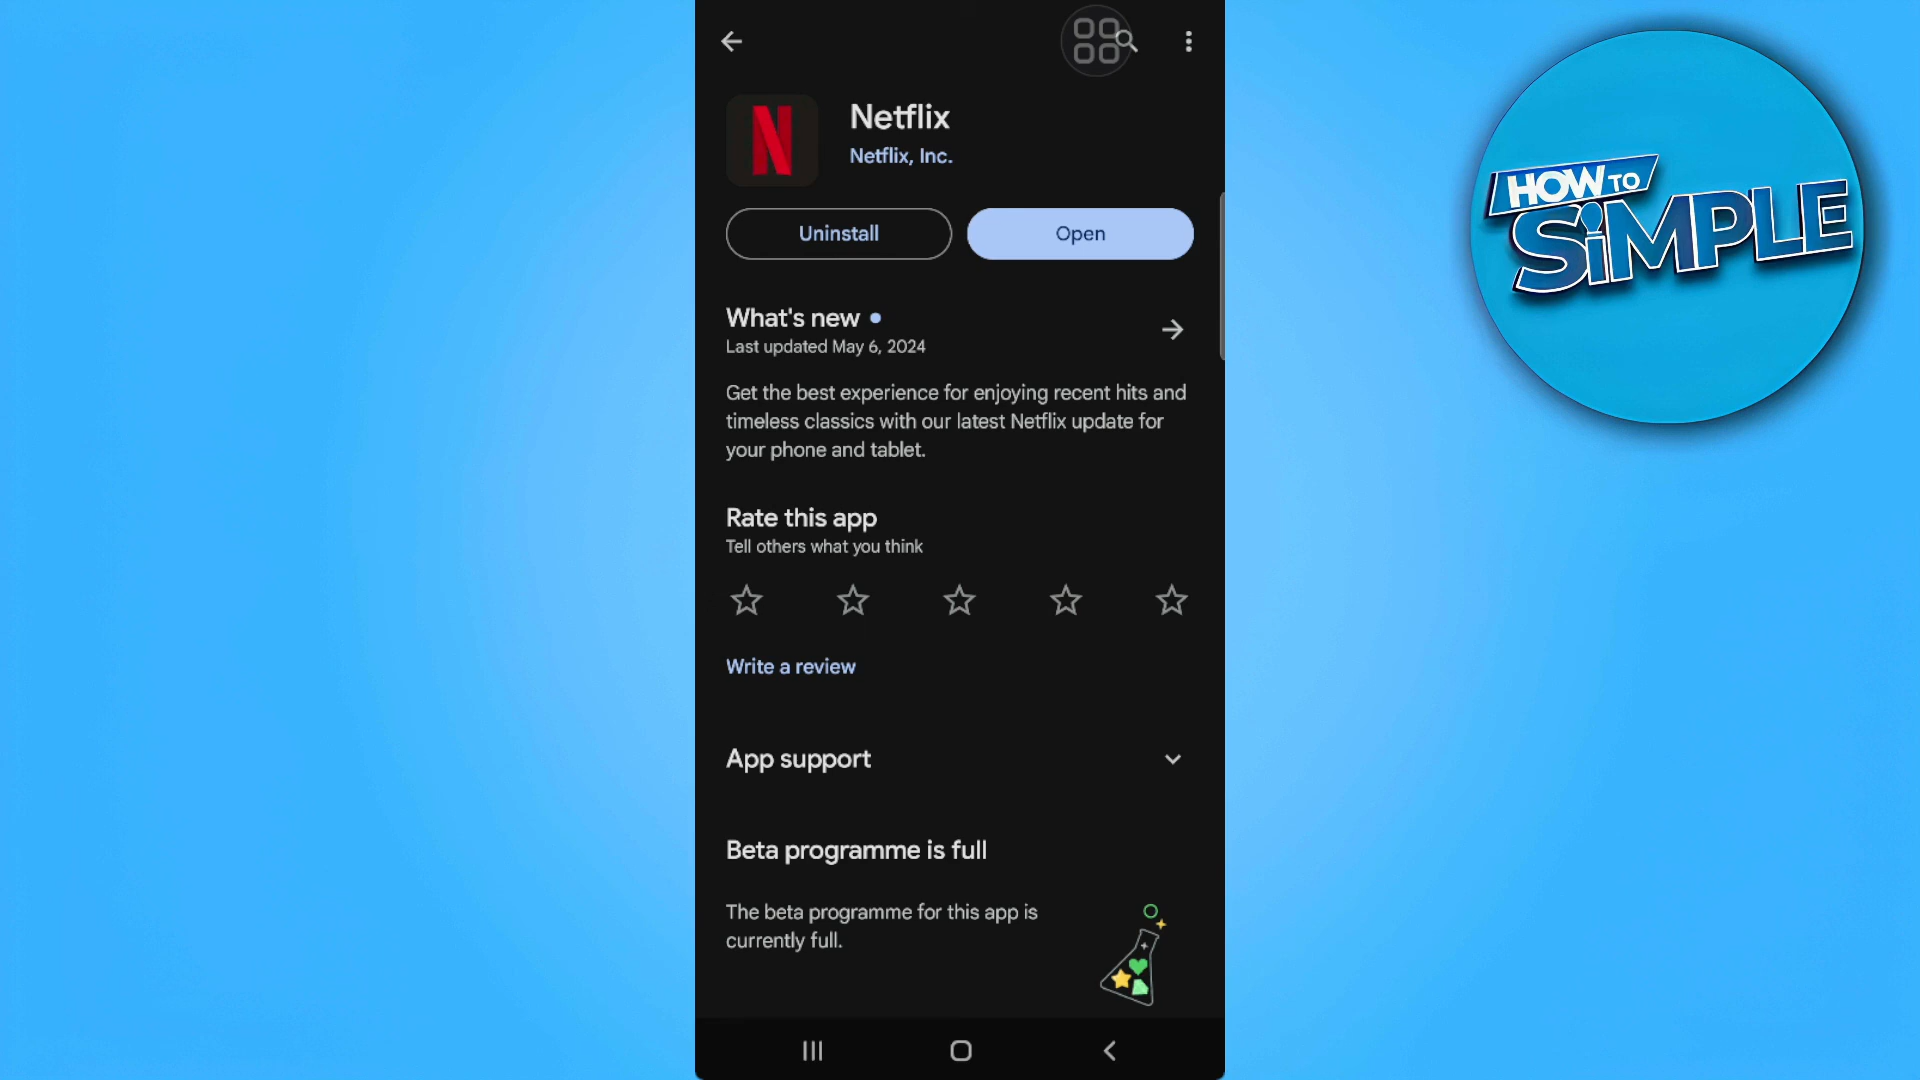 Netflix
Netflix, Inc.
Uninstall
Open
What's new
Last updated May 6, 2024
Get the best experience for enjoying recent hits and
timeless classics with our latest Netflix update for
your phone and tablet.
Rate this app
Tell others what you think
Write a review
App support
Beta programme is full
The beta programme for this app is
currently full.
HOW TO
SiMPLE